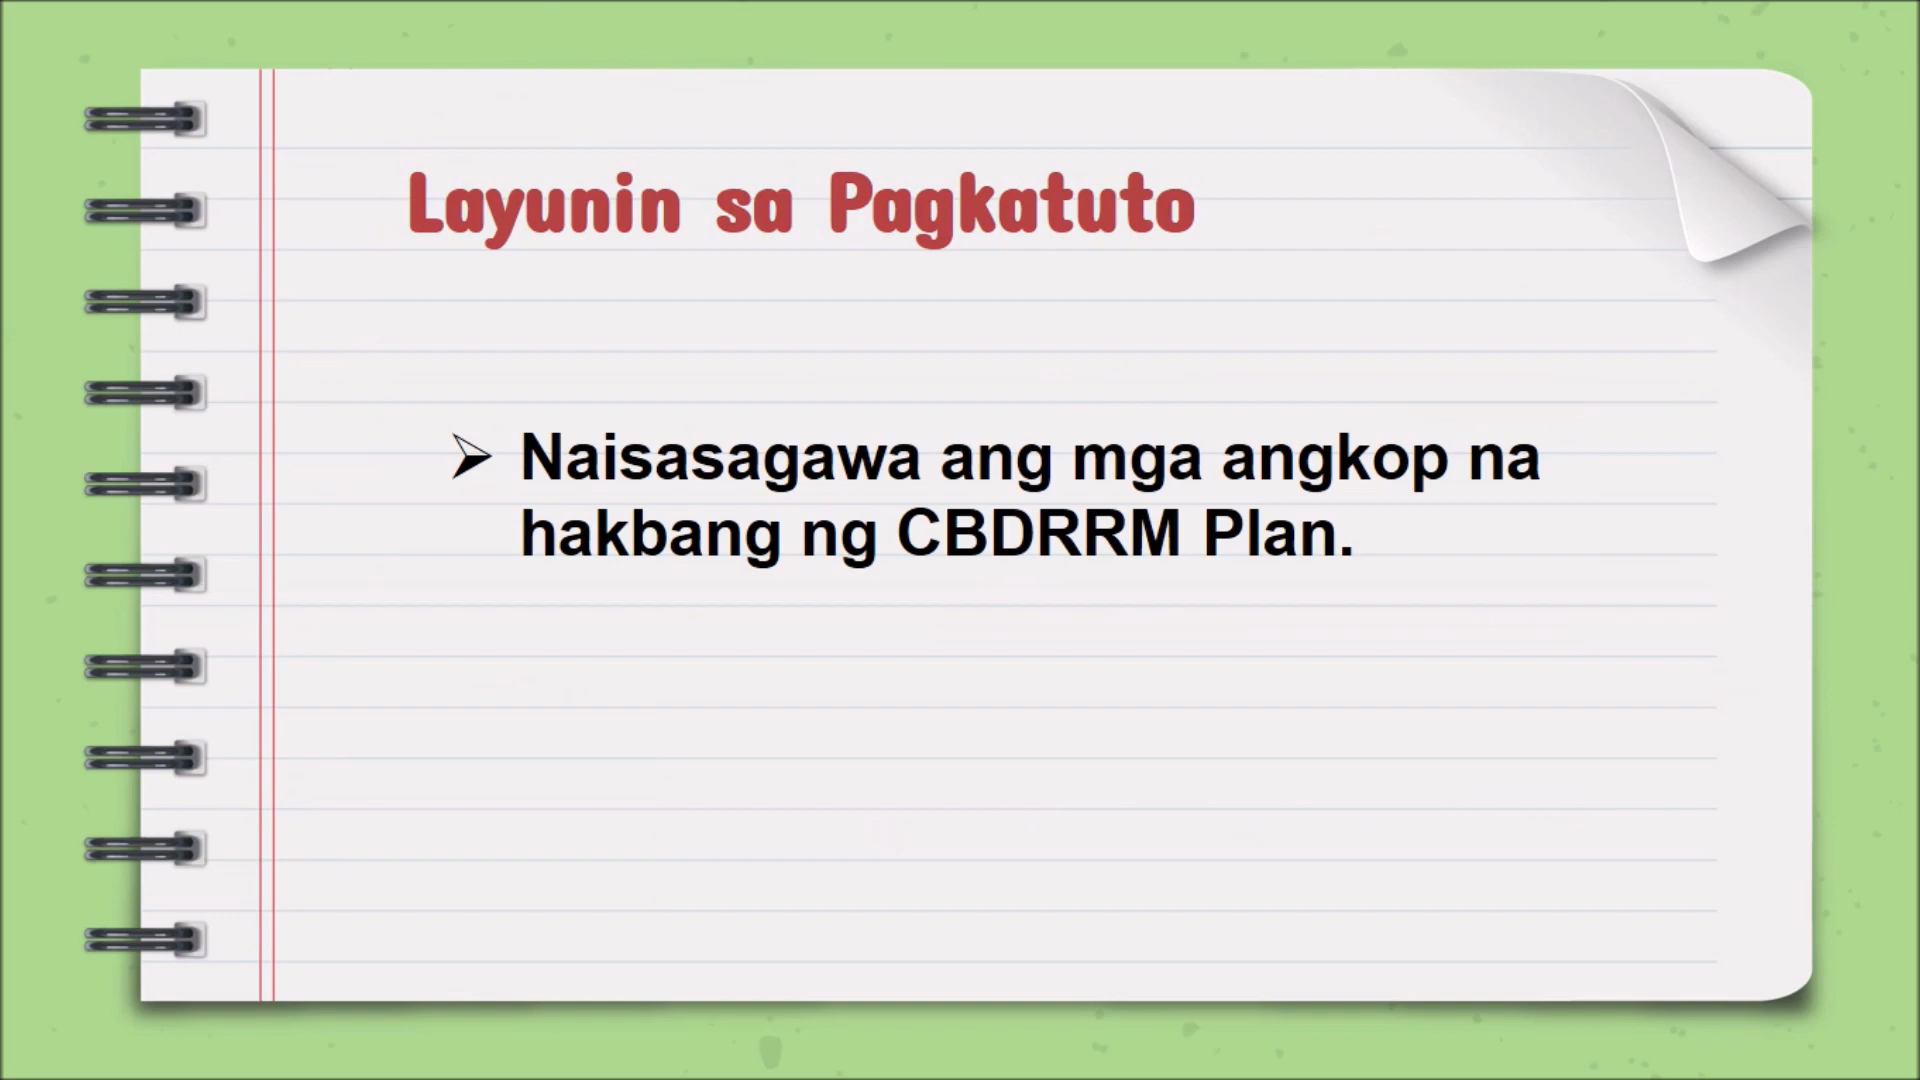 Layunin sa Pagkatuto
➢ Naisasagawa ang mga angkop na
hakbang ng CBDRRM Plan.